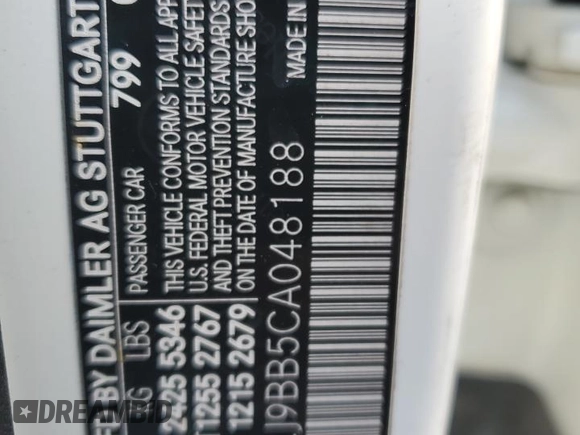 BY DAIMLER AG STUTTGART
799
PASSENGER CAR
LBS
2425 5346
1255 2767
1215 2679
THIS VEHICLE CONFORMS TO ALL APP
U.S. FEDERAL MOTOR VEHICLE SAFET
AND THEFT PREVENTION STANDARDS
ON THE DATE OF MANUFACTURE SHO
MADE IN
J9BB5CA048188
DREAMBID